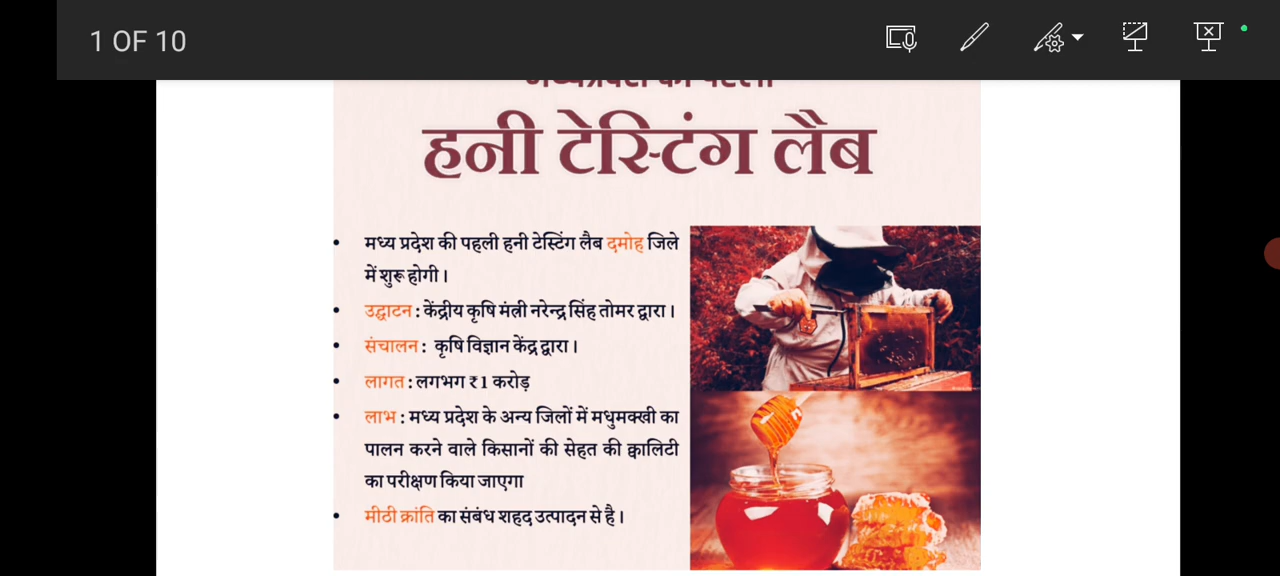 1 OF 10
हनी टेस्टिंग लैब
• मध्य प्रदेश की पहली हनी टेस्टिंग लैब दमोह जिले
में शुरू होगी।
• उद्घाटन : केंद्रीय कृषि मंत्री नरेन्द्र सिंह तोमर द्वारा।
• संचालन : कृषि विज्ञान केंद्र द्वारा।
• लागत : लगभग ₹1 करोड़
• लाभ : मध्य प्रदेश के अन्य जिलों में मधुमक्खी का
पालन करने वाले किसानों की सेहत की क्वालिटी
का परीक्षण किया जाएगा
• मीठी क्रांति का संबंध शहद उत्पादन से है।